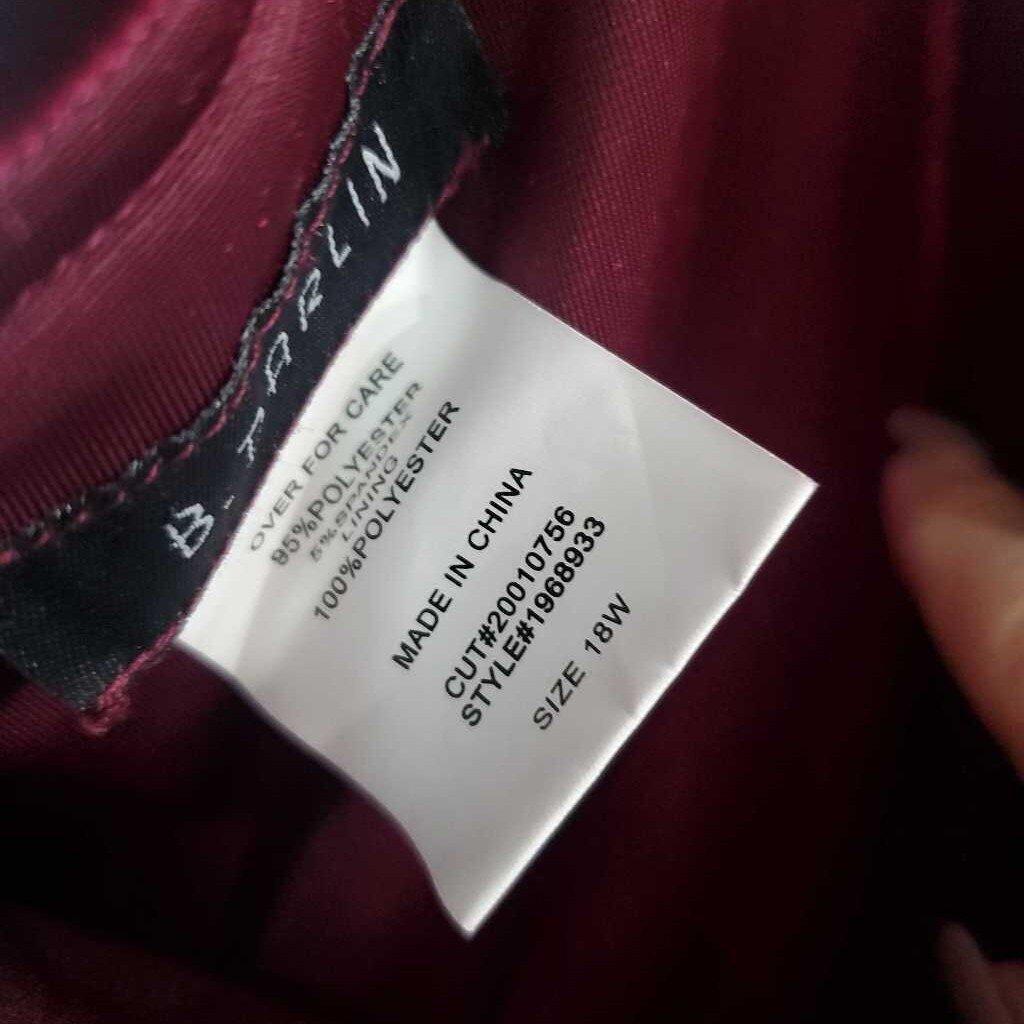 B. DARLIN
OVER FOR CARE
95%POLYESTER
5%SPANDEX
LINING
100%POLYESTER
MADE IN CHINA
CUT#20010756
STYLE#1968933
SIZE 18W